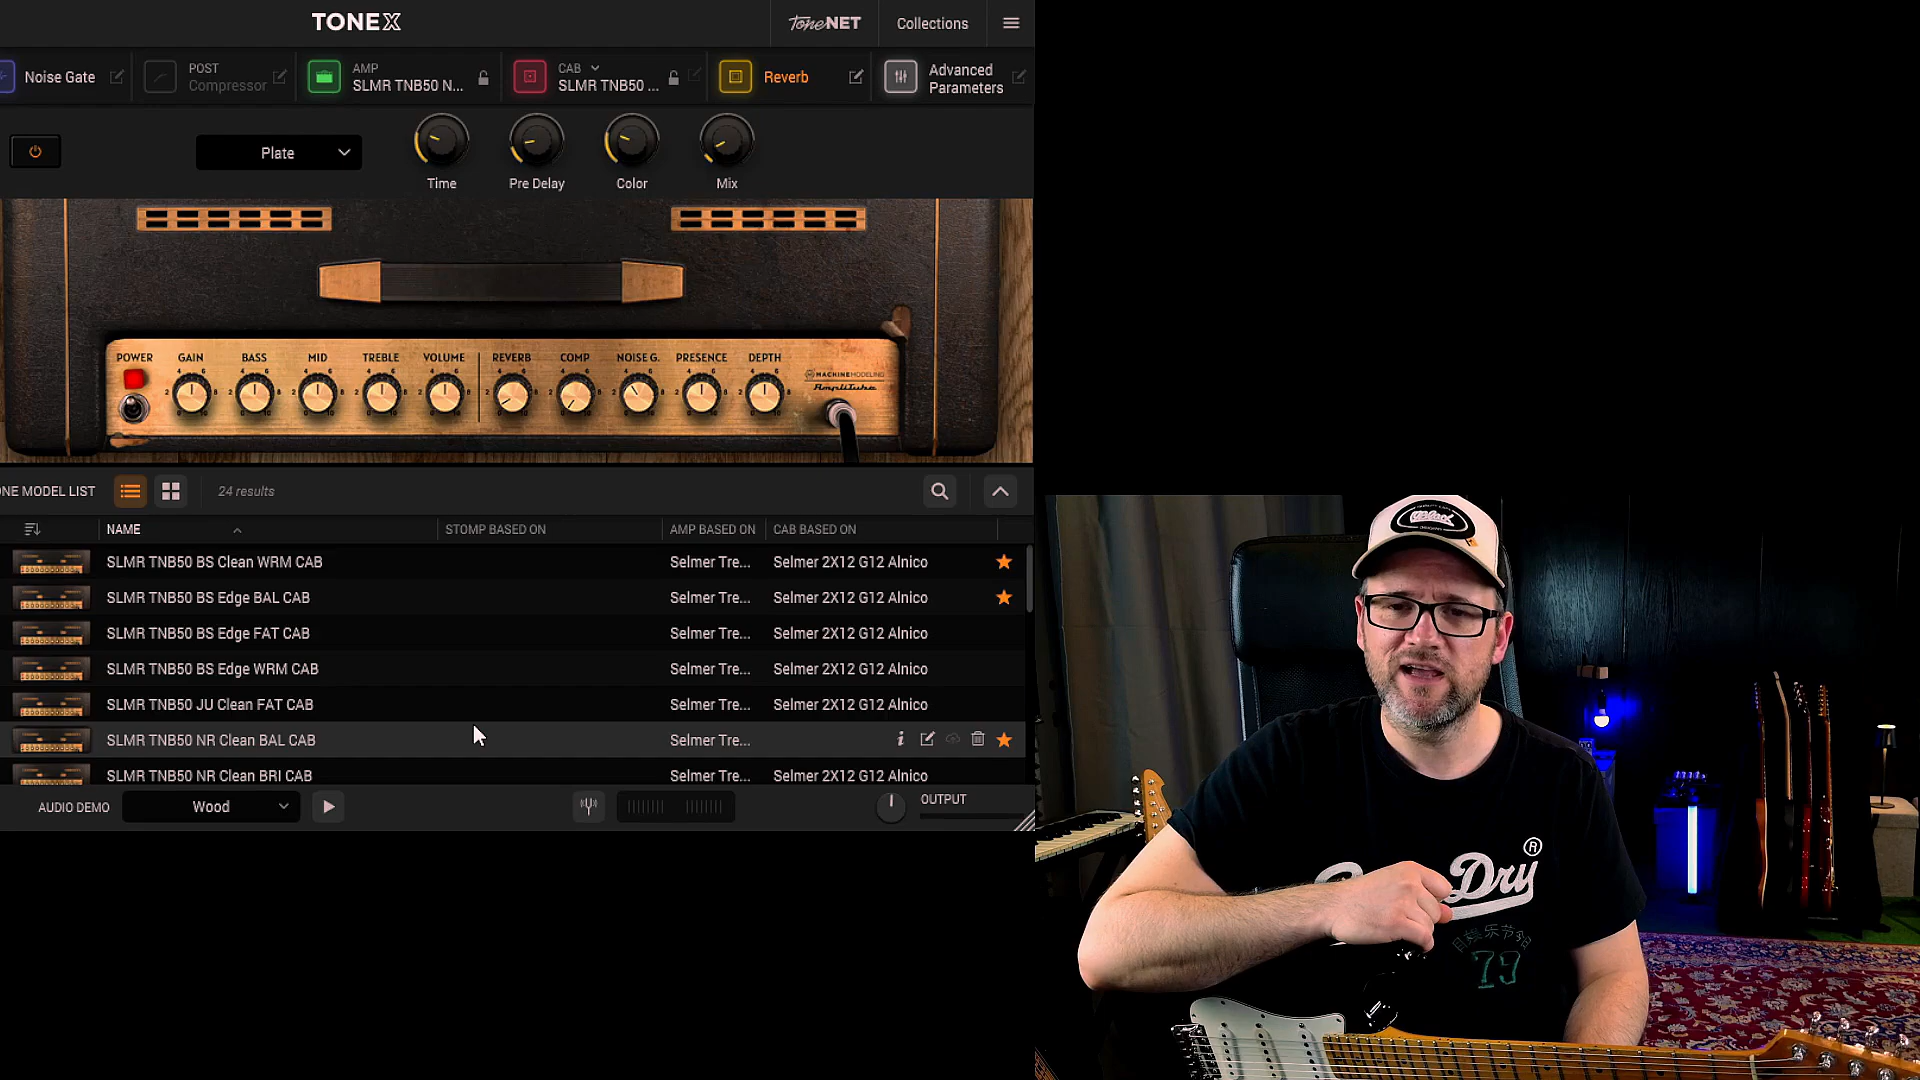 TONEX
ToneNET
Collections
Noise Gate
POST
Compressor
AMP
SLMR TNB50 N...
CAB
SLMR TNB50 ...
Reverb
Advanced
Parameters
Plate
Time
Pre Delay
Color
Mix
POWER
GAIN
BASS
MID
TREBLE
VOLUME
REVERB
COMP
NOISE G.
PRESENCE
DEPTH
MACHINE MODELING
AmpliTube
ONE MODEL LIST
24 results
NAME
STOMP BASED ON
AMP BASED ON
CAB BASED ON
SLMR TNB50 BS Clean WRM CAB
Selmer Tre...
Selmer 2X12 G12 Alnico
SLMR TNB50 BS Edge BAL CAB
Selmer Tre...
Selmer 2X12 G12 Alnico
SLMR TNB50 BS Edge FAT CAB
Selmer Tre...
Selmer 2X12 G12 Alnico
SLMR TNB50 BS Edge WRM CAB
Selmer Tre...
Selmer 2X12 G12 Alnico
SLMR TNB50 JU Clean FAT CAB
Selmer Tre...
Selmer 2X12 G12 Alnico
SLMR TNB50 NR Clean BAL CAB
Selmer Tre...
SLMR TNB50 NR Clean BRI CAB
Selmer Tre...
Selmer 2X12 G12 Alnico
AUDIO DEMO
Wood
OUTPUT
Dry ®
79